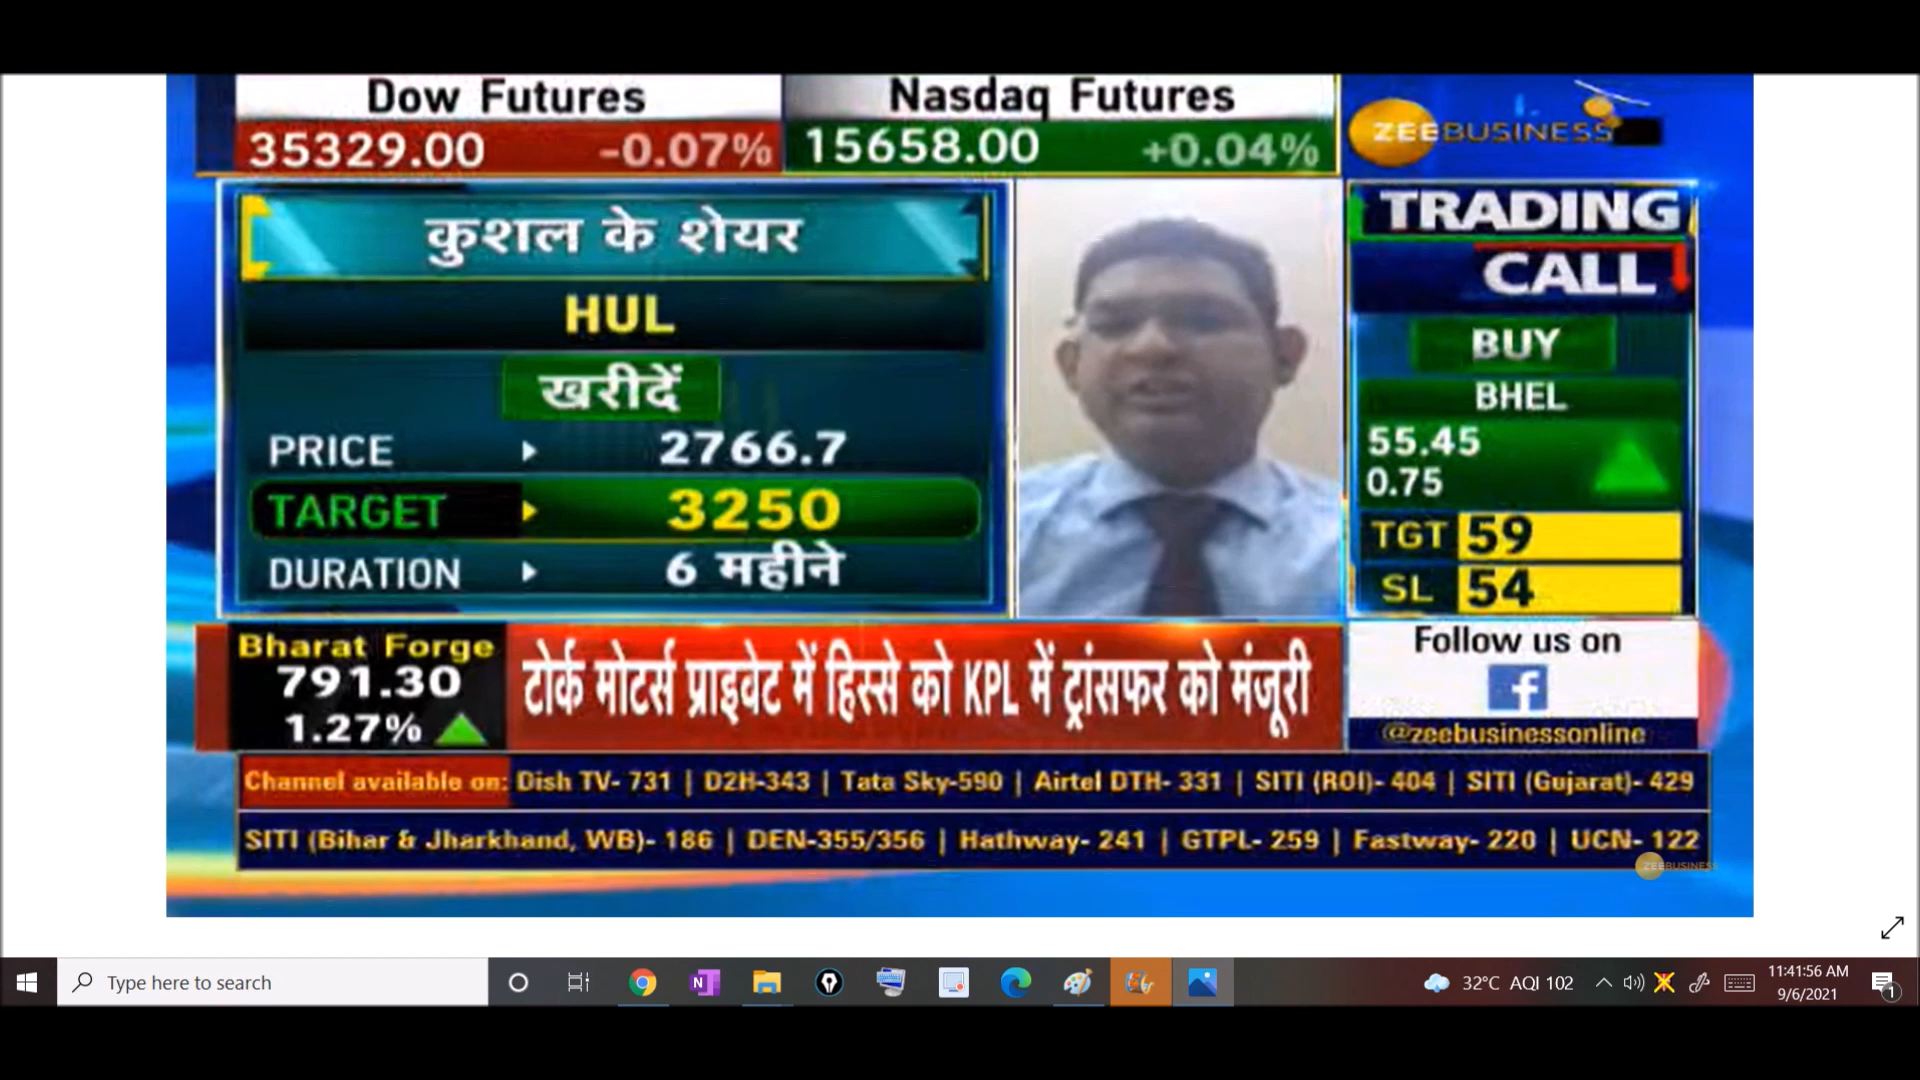 Dow Futures
35329.00 -0.07%
Nasdaq Futures
15658.00 +0.04%
ZEEBUSINESS
कुशल के शेयर
HUL
खरीदें
PRICE 2766.7
TARGET 3250
DURATION 6 महीने
TRADING
CALL
BUY
BHEL
55.45
0.75
TGT 59
SL 54
Bharat Forge
791.30
1.27%
टोर्क मोटर्स प्राइवेट में हिस्से को KPL में ट्रांसफर को मंजूरी
Follow us on
f
@zeebusinessonline
Channel available on: Dish TV- 731 | D2H-343 | Tata Sky-590 | Airtel DTH- 331 | SITI (ROI)- 404 | SITI (Gujarat)- 429
SITI (Bihar & Jharkhand, WB)- 186 | DEN-355/356 | Hathway- 241 | GTPL- 259 | Fastway- 220 | UCN- 122
ZEEBUSINESS
Type here to search
N
32°C AQI 102
11:41:56 AM
9/6/2021
1